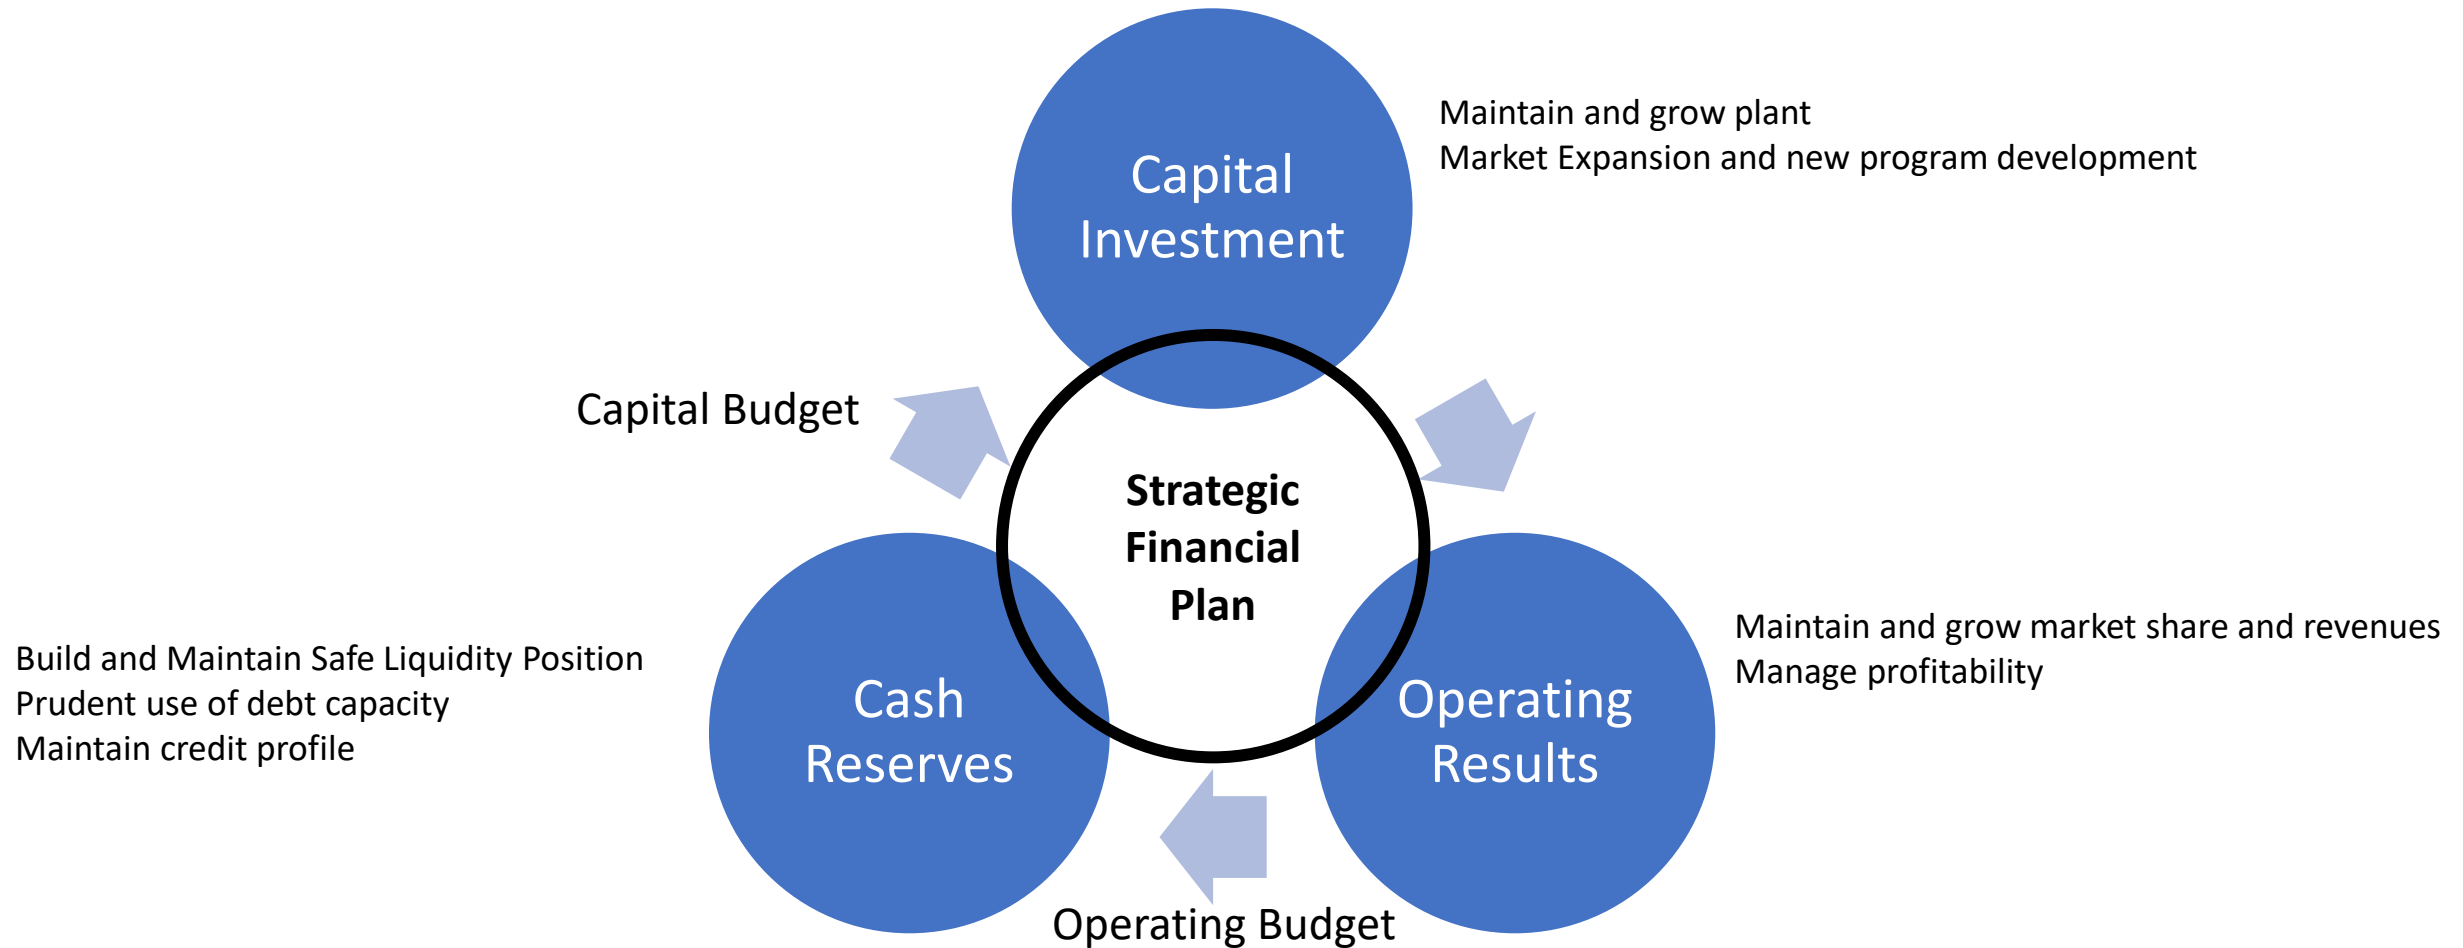 Capital
Investment
Maintain and grow plant
Market Expansion and new program development
Capital Budget
Strategic
Financial
Plan
Build and Maintain Safe Liquidity Position
Prudent use of debt capacity
Maintain credit profile
Cash
Reserves
Operating
Results
Maintain and grow market share and revenues
Manage profitability
Operating Budget